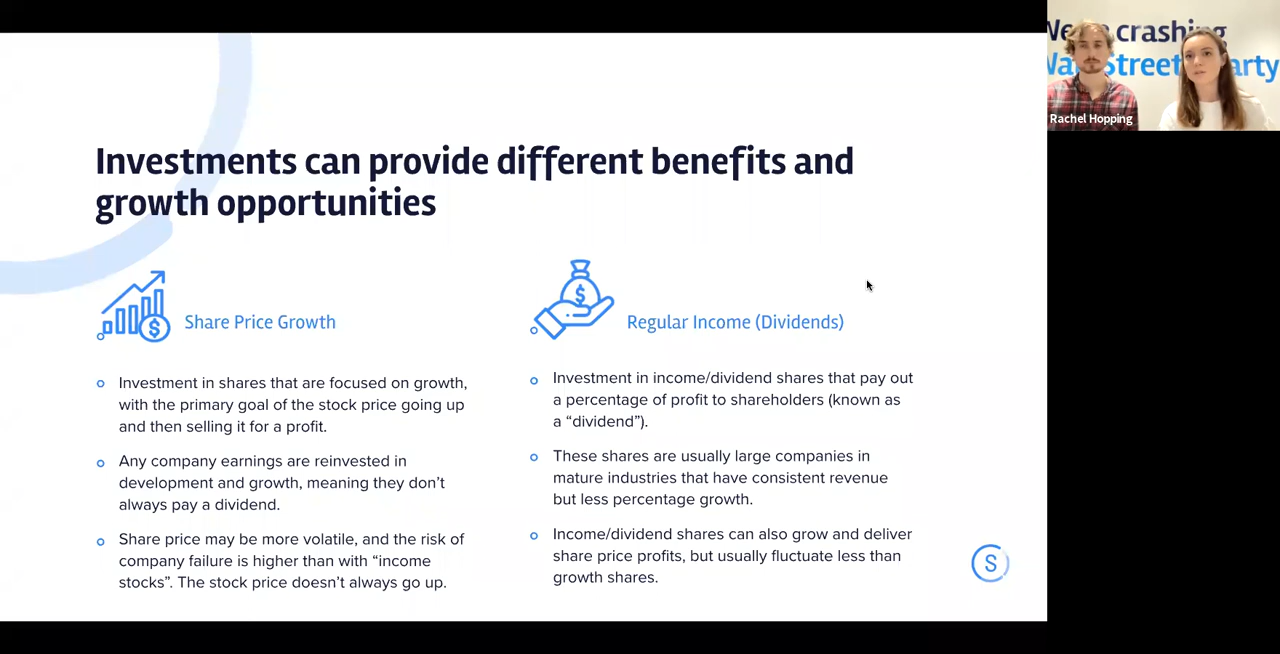 Investments can provide different benefits and
growth opportunities
Share Price Growth
Investment in shares that are focused on growth,
with the primary goal of the stock price going up
and then selling it for a profit.
Any company earnings are reinvested in
development and growth, meaning they don’t
always pay a dividend.
Share price may be more volatile, and the risk of
company failure is higher than with “income
stocks”. The stock price doesn’t always go up.
Regular Income (Dividends)
Investment in income/dividend shares that pay out
a percentage of profit to shareholders (known as
a “dividend”).
These shares are usually large companies in
mature industries that have consistent revenue
but less percentage growth.
Income/dividend shares can also grow and deliver
share price profits, but usually fluctuate less than
growth shares.
S
crashing
Street
Rachel Hopping